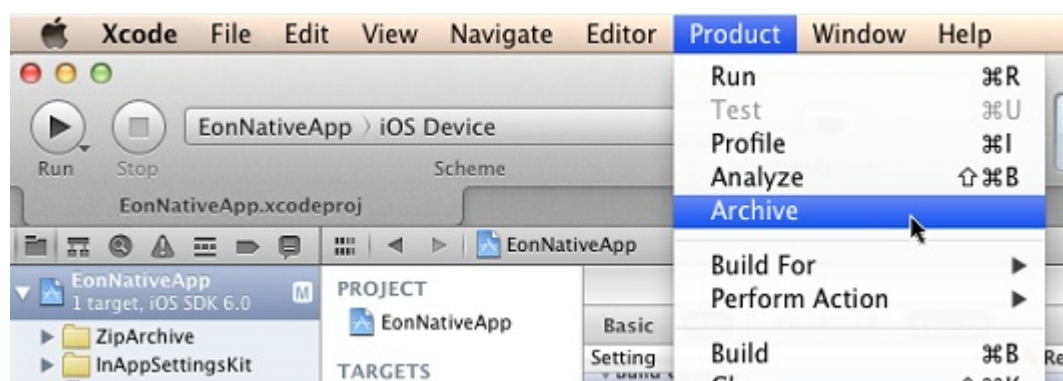 Xcode File Edit View Navigate Editor Product Window Help
Run ⌘R
Test ⌘U
Profile ⌘I
Analyze ⇧⌘B
Archive
Build For
Perform Action
Build ⌘B
EonNativeApp iOS Device
Run Stop Scheme
EonNativeApp.xcodeproj
EonNativeApp
EonNativeApp M
1 target, iOS SDK 6.0
ZipArchive
InAppSettingsKit
PROJECT
EonNativeApp
TARGETS
Basic
Setting